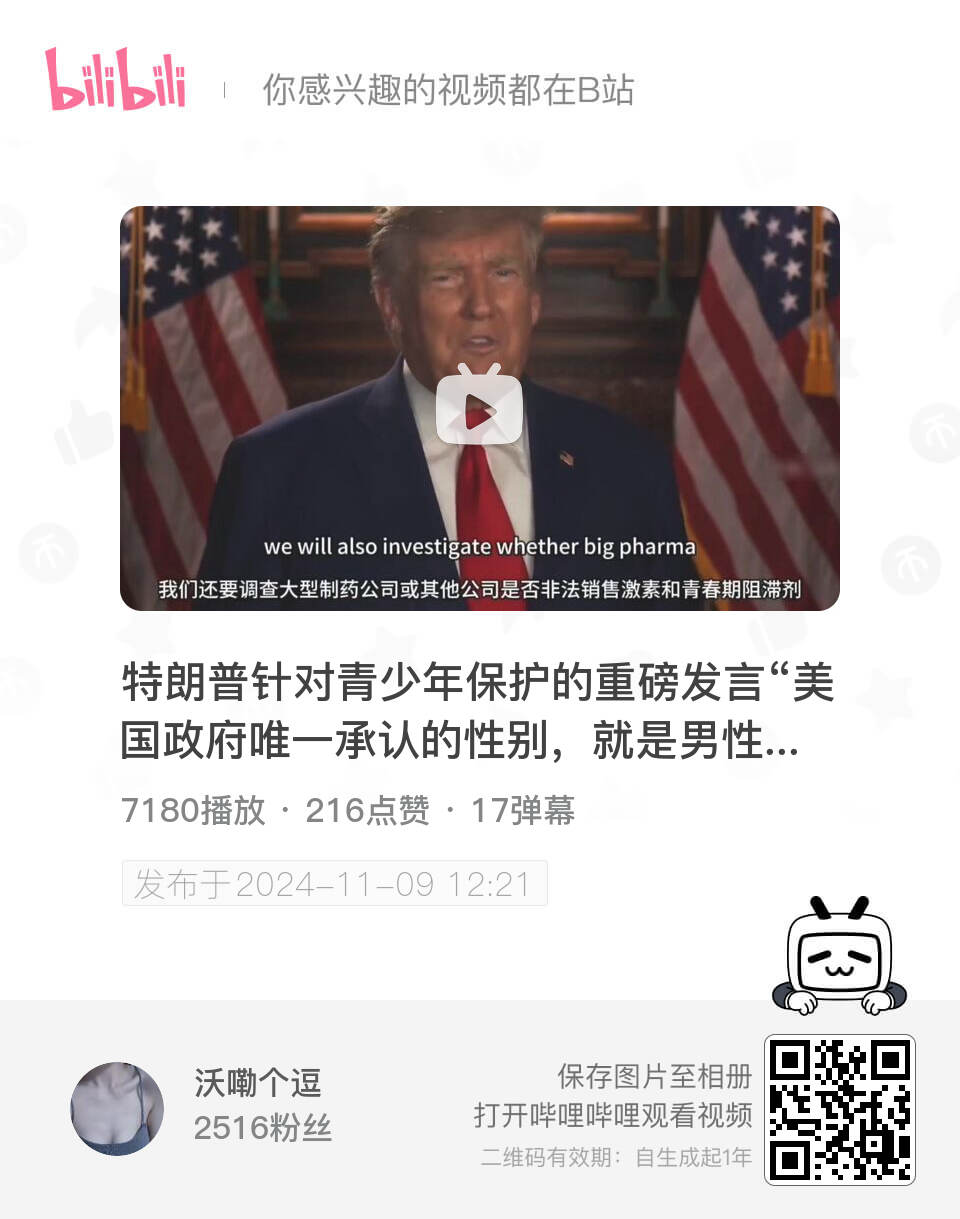 bilibili
你感兴趣的视频都在B站
we will also investigate whether big pharma
我们还要调查大型制药公司或其他公司是否非法销售激素和青春期阻滞剂
特朗普针对青少年保护的重磅发言“美
国政府唯一承认的性别，就是男性...
7180播放 · 216点赞 · 17弹幕
发布于2024-11-09 12:21
沃嘞个逗
2516粉丝
保存图片至相册
打开哔哩哔哩观看视频
二维码有效期：自生成起1年